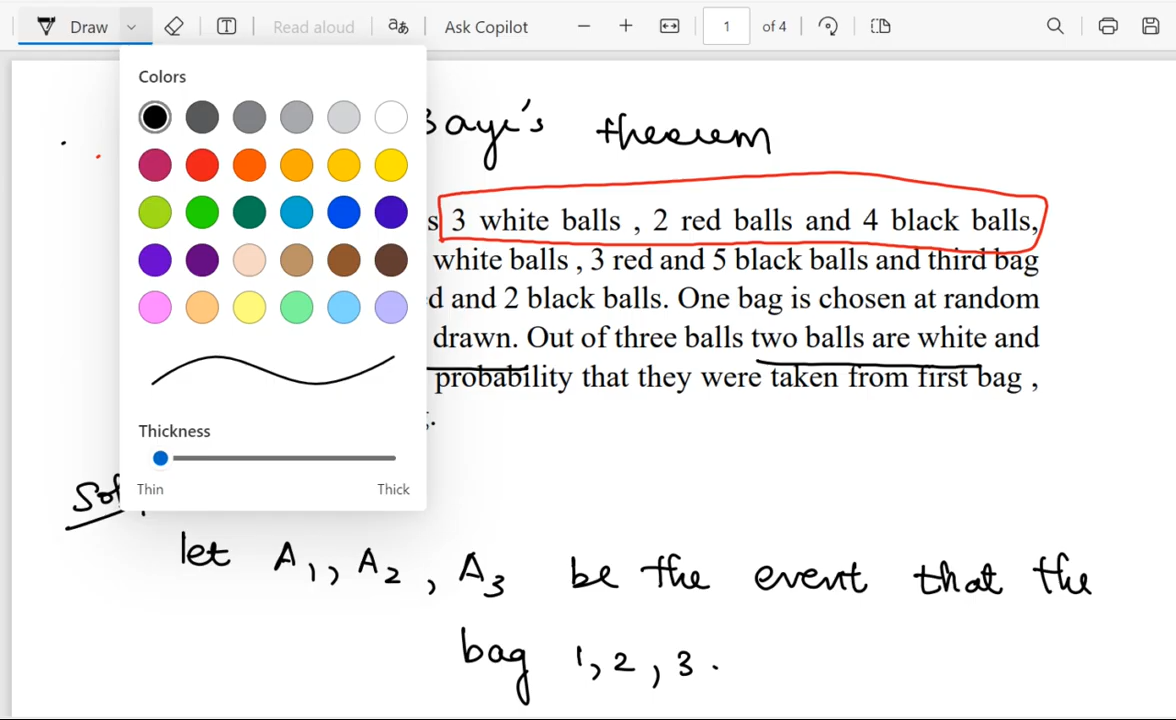 Draw Read aloud aあ Ask Copilot − + 1 of 4
Colors
Baye's theorem
s 3 white balls , 2 red balls and 4 black balls,
white balls , 3 red and 5 black balls and third bag
d and 2 black balls. One bag is chosen at random
drawn. Out of three balls two balls are white and
probability that they were taken from first bag ,
Thickness
Thin Thick
Sol
let A1, A2, A3 be the event that the
bag 1, 2, 3.